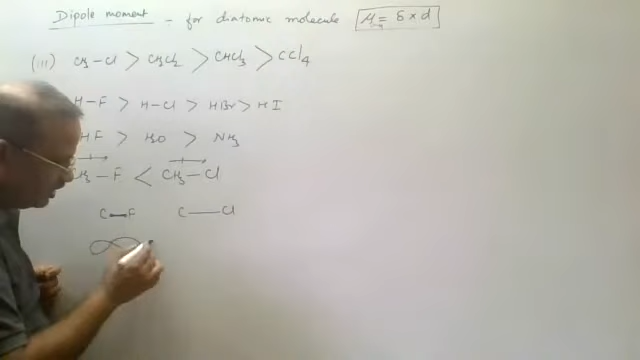 Dipole moment - for diatomic molecule μ = δ × d
(III) CH3-Cl > CH2Cl2 > CHCl3 > CCl4
H-F > H-Cl > HBr > HI
HF > H2O > NH3
CH3-F < CH3-Cl
C-F C-Cl